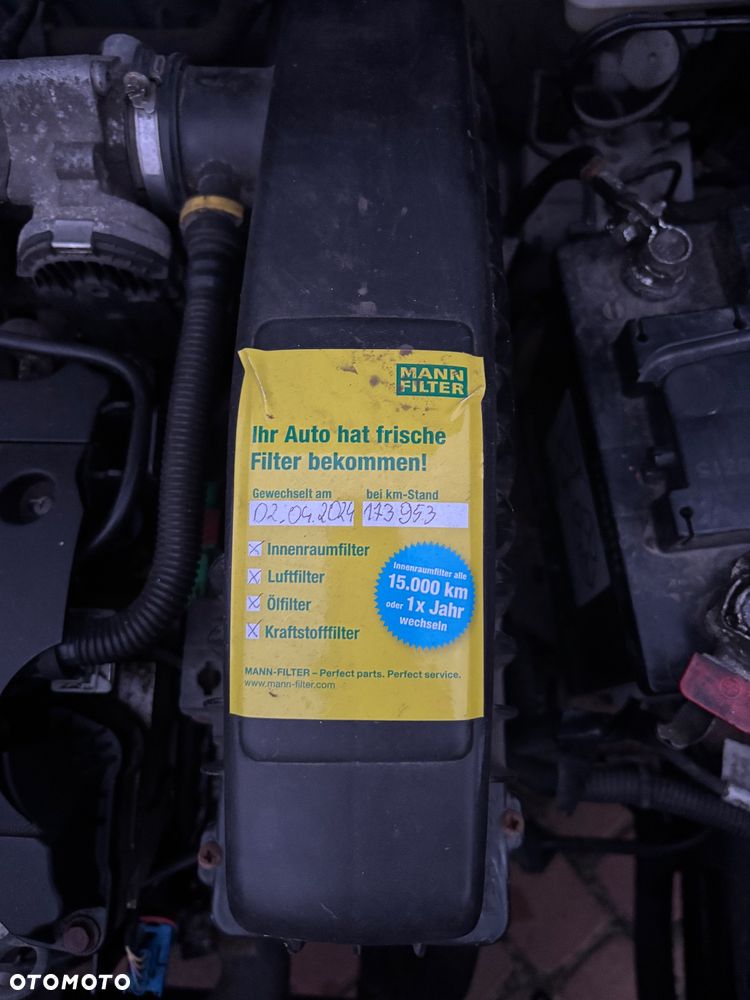 MANN
FILTER
Ihr Auto hat frische
Filter bekommen!
Gewechselt am bei km-Stand
02.04.2024 173953
Innenraumfilter
Luftfilter
Ölfilter
Kraftstofffilter
Innenraumfilter alle
15.000 km
oder 1x Jahr
wechseln
MANN-FILTER – Perfect parts. Perfect service.
www.mann-filter.com
OTOMOTO